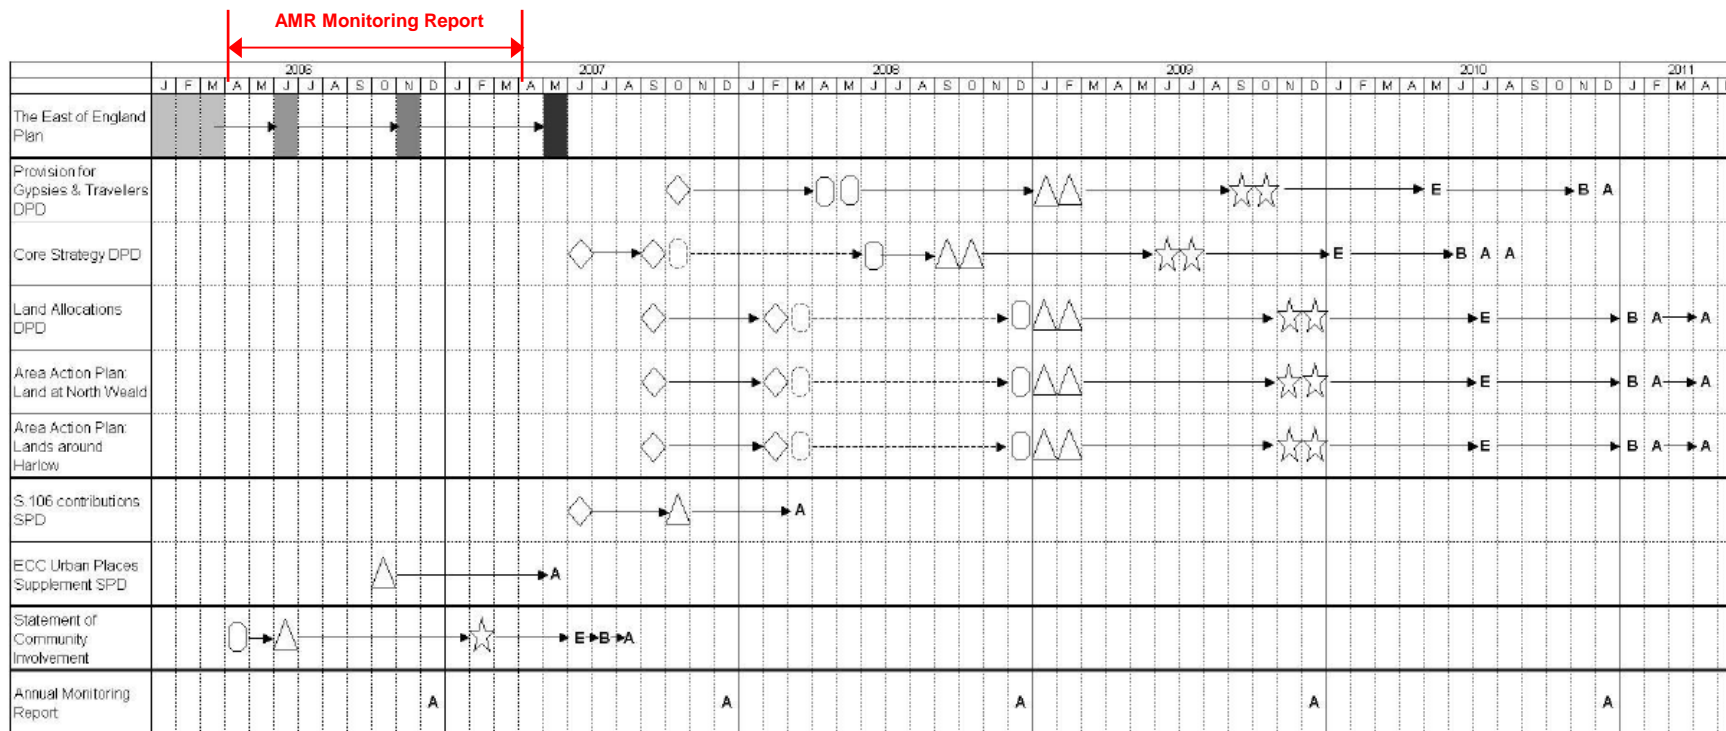 AMR Monitoring Report
2006 2007 2008 2009 2010 2011
J F M A M J J A S O N D J F M A M J J A S O N D J F M A M J J A S O N D J F M A M J J A S O N D J F M A M J J A S O N D J F M A
The East of England
Plan
Provision for
Gypsies & Travellers
DPD
E B A
Core Strategy DPD
E B A A
Land Allocations
DPD
E B A A
Area Action Plan:
Land at North Weald
E B A A
Area Action Plan:
Lands around
Harlow
E B A A
S.106 contributions
SPD
A
ECC Urban Places
Supplement SPD
A
Statement of
Community
Involvement
E B A
Annual Monitoring
Report
A A A A A